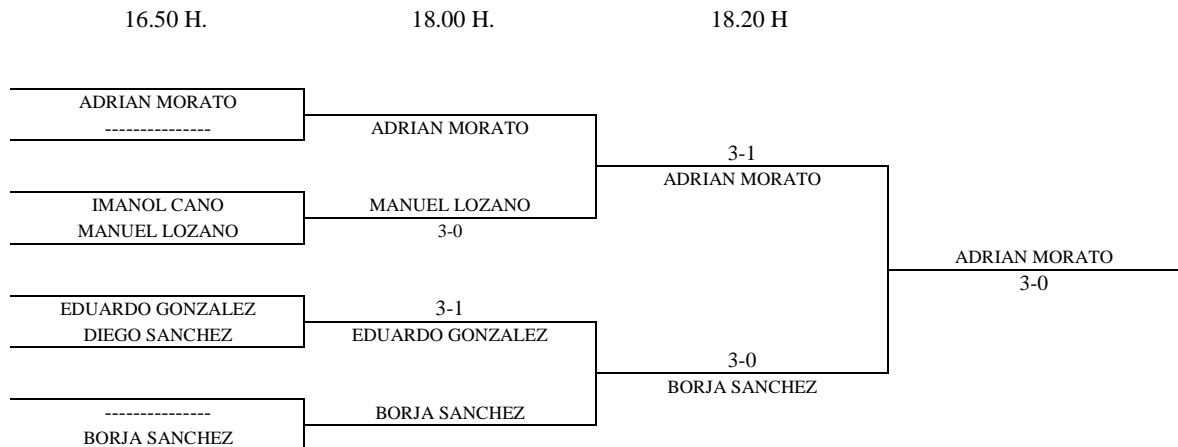 16.50 H. 18.00 H. 18.20 H
ADRIAN MORATO
---------------
ADRIAN MORATO
3-1
ADRIAN MORATO
IMANOL CANO
MANUEL LOZANO
MANUEL LOZANO
3-0
ADRIAN MORATO
3-0
EDUARDO GONZALEZ
DIEGO SANCHEZ
3-1
EDUARDO GONZALEZ
3-0
BORJA SANCHEZ
---------------
BORJA SANCHEZ
BORJA SANCHEZ